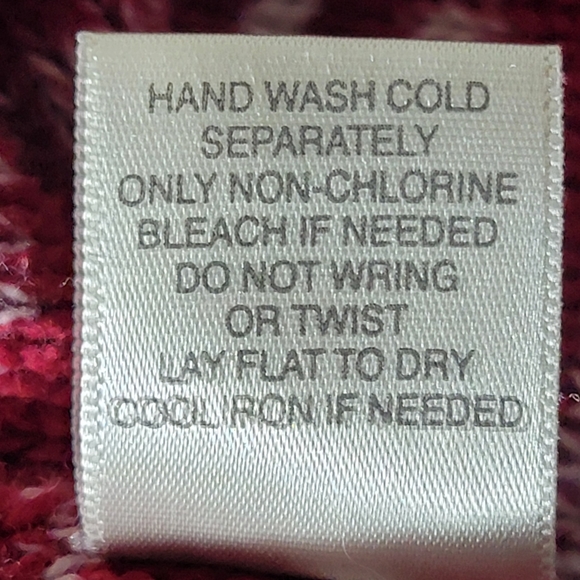 HAND WASH COLD
SEPARATELY
ONLY NON-CHLORINE
BLEACH IF NEEDED
DO NOT WRING
OR TWIST
LAY FLAT TO DRY
COOL IRON IF NEEDED